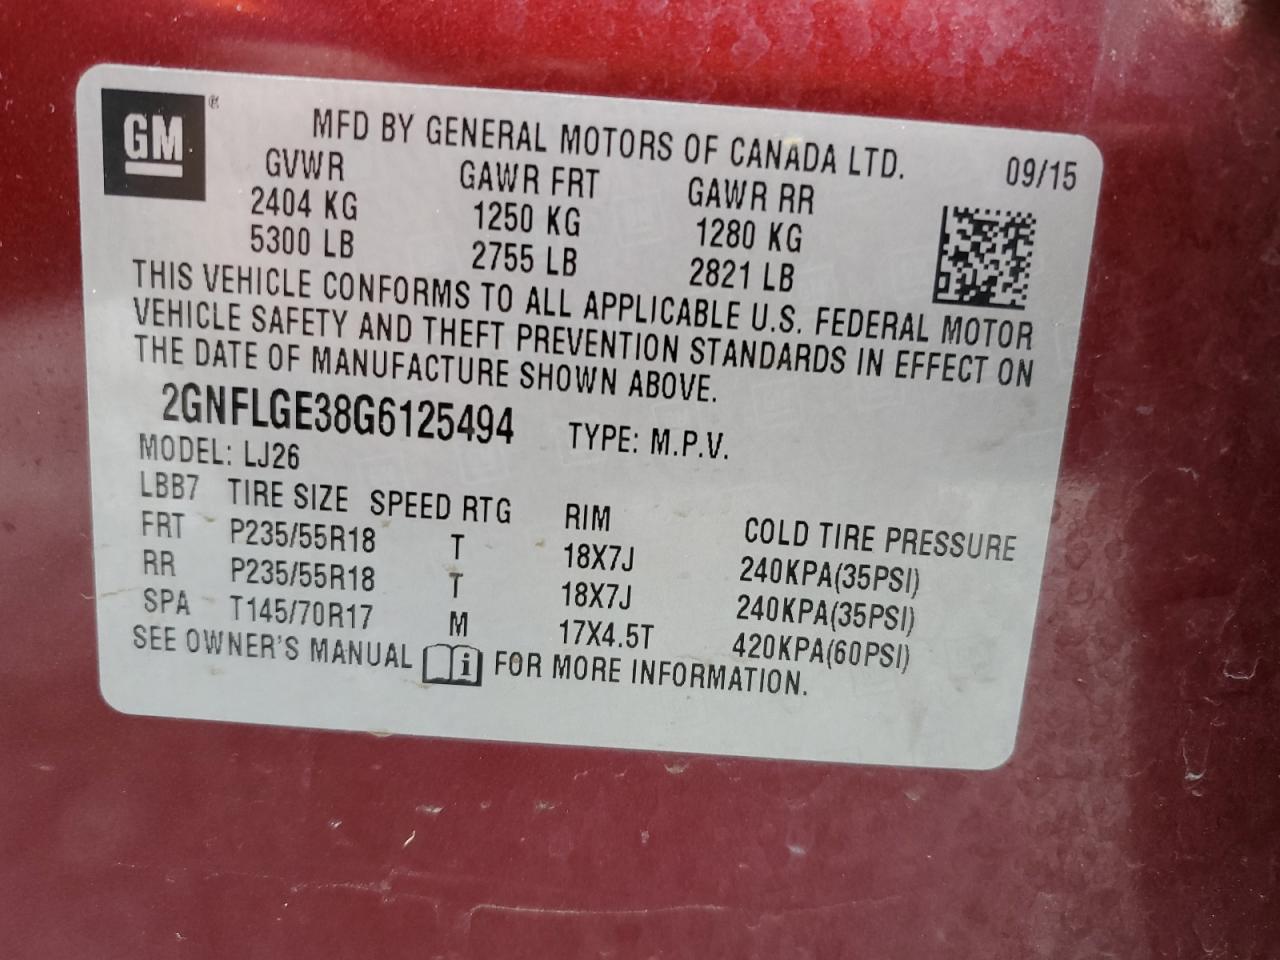 GM®
MFD BY GENERAL MOTORS OF CANADA LTD. 09/15
GVWR GAWR FRT GAWR RR
2404 KG 1250 KG 1280 KG
5300 LB 2755 LB 2821 LB
THIS VEHICLE CONFORMS TO ALL APPLICABLE U.S. FEDERAL MOTOR
VEHICLE SAFETY AND THEFT PREVENTION STANDARDS IN EFFECT ON
THE DATE OF MANUFACTURE SHOWN ABOVE.
2GNFLGE38G6125494 TYPE: M.P.V.
MODEL: LJ26
LBB7 TIRE SIZE SPEED RTG RIM COLD TIRE PRESSURE
FRT P235/55R18 T 18X7J 240KPA(35PSI)
RR P235/55R18 T 18X7J 240KPA(35PSI)
SPA T145/70R17 M 17X4.5T 420KPA(60PSI)
SEE OWNER'S MANUAL i FOR MORE INFORMATION.